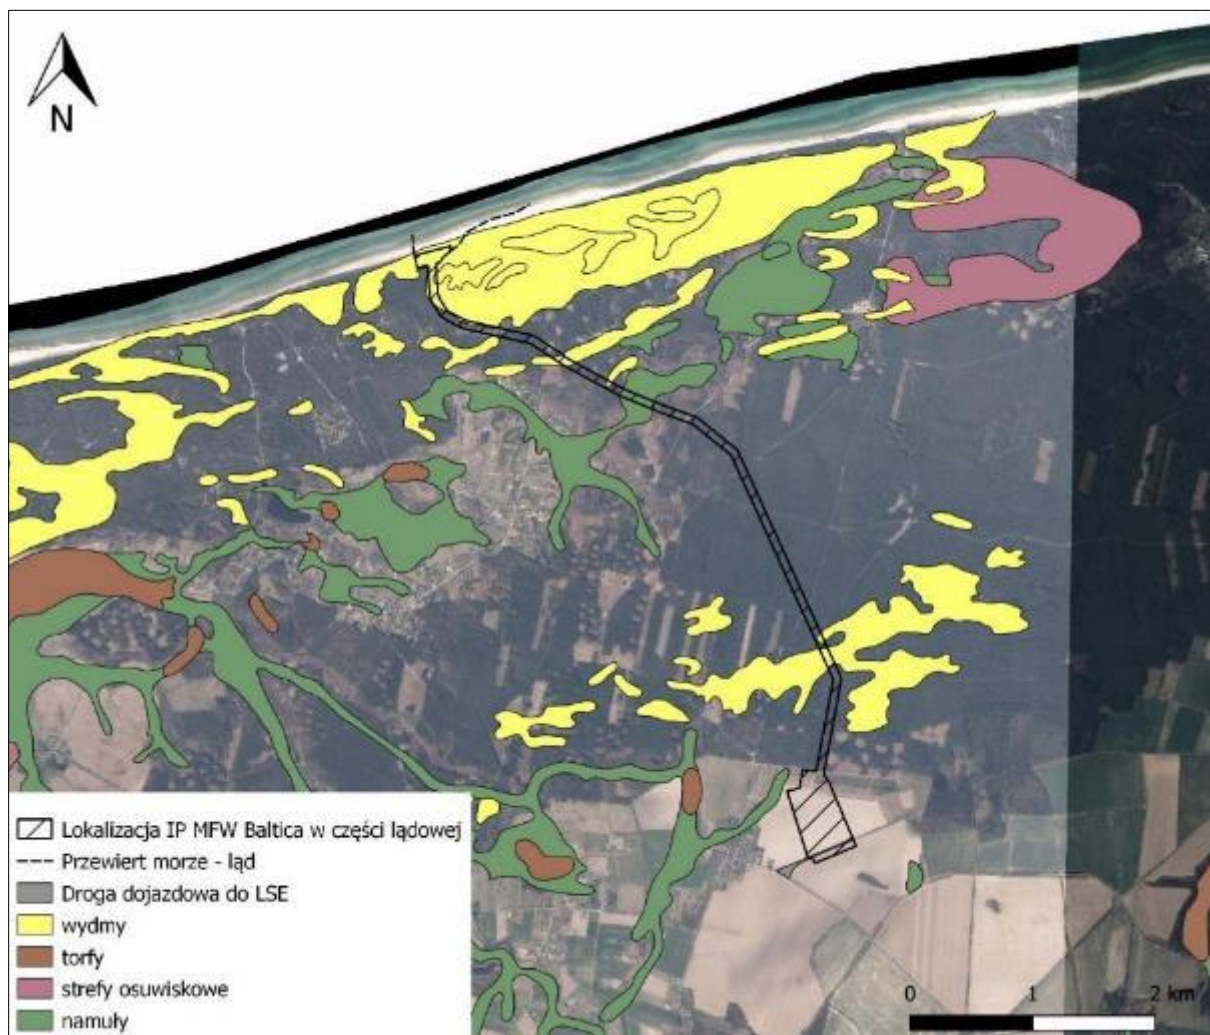 N
Lokalizacja IP MFW Baltica w części lądowej
Przewiert morze - ląd
Droga dojazdowa do LSE
wydmy
torfy
strefy osuwiskowe
namuły
0 1 2 km